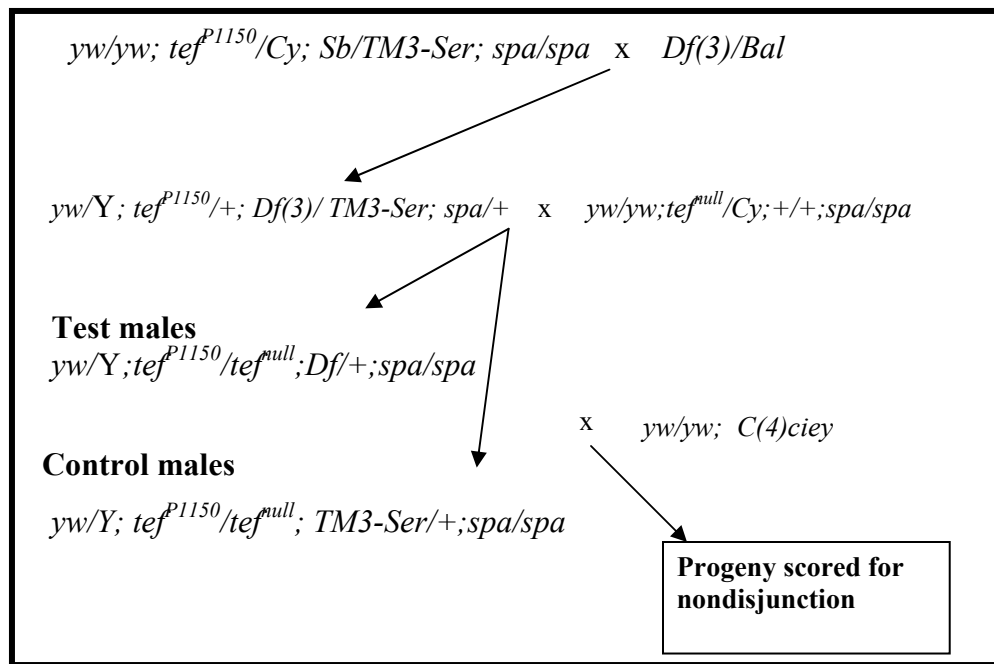 yw/yw; tef^P1150/Cy; Sb/TM3-Ser; spa/spa x Df(3)/Bal
yw/Y; tef^P1150/+; Df(3)/ TM3-Ser; spa/+ x yw/yw;tef^null/Cy;+/+;spa/spa
Test males
yw/Y;tef^P1150/tef^null;Df/+;spa/spa
x yw/yw; C(4)ciey
Control males
yw/Y; tef^P1150/tef^null; TM3-Ser/+;spa/spa
Progeny scored for
nondisjunction